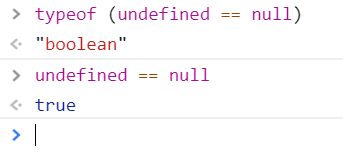 > typeof (undefined == null)
<· "boolean"
> undefined == null
<· true
>